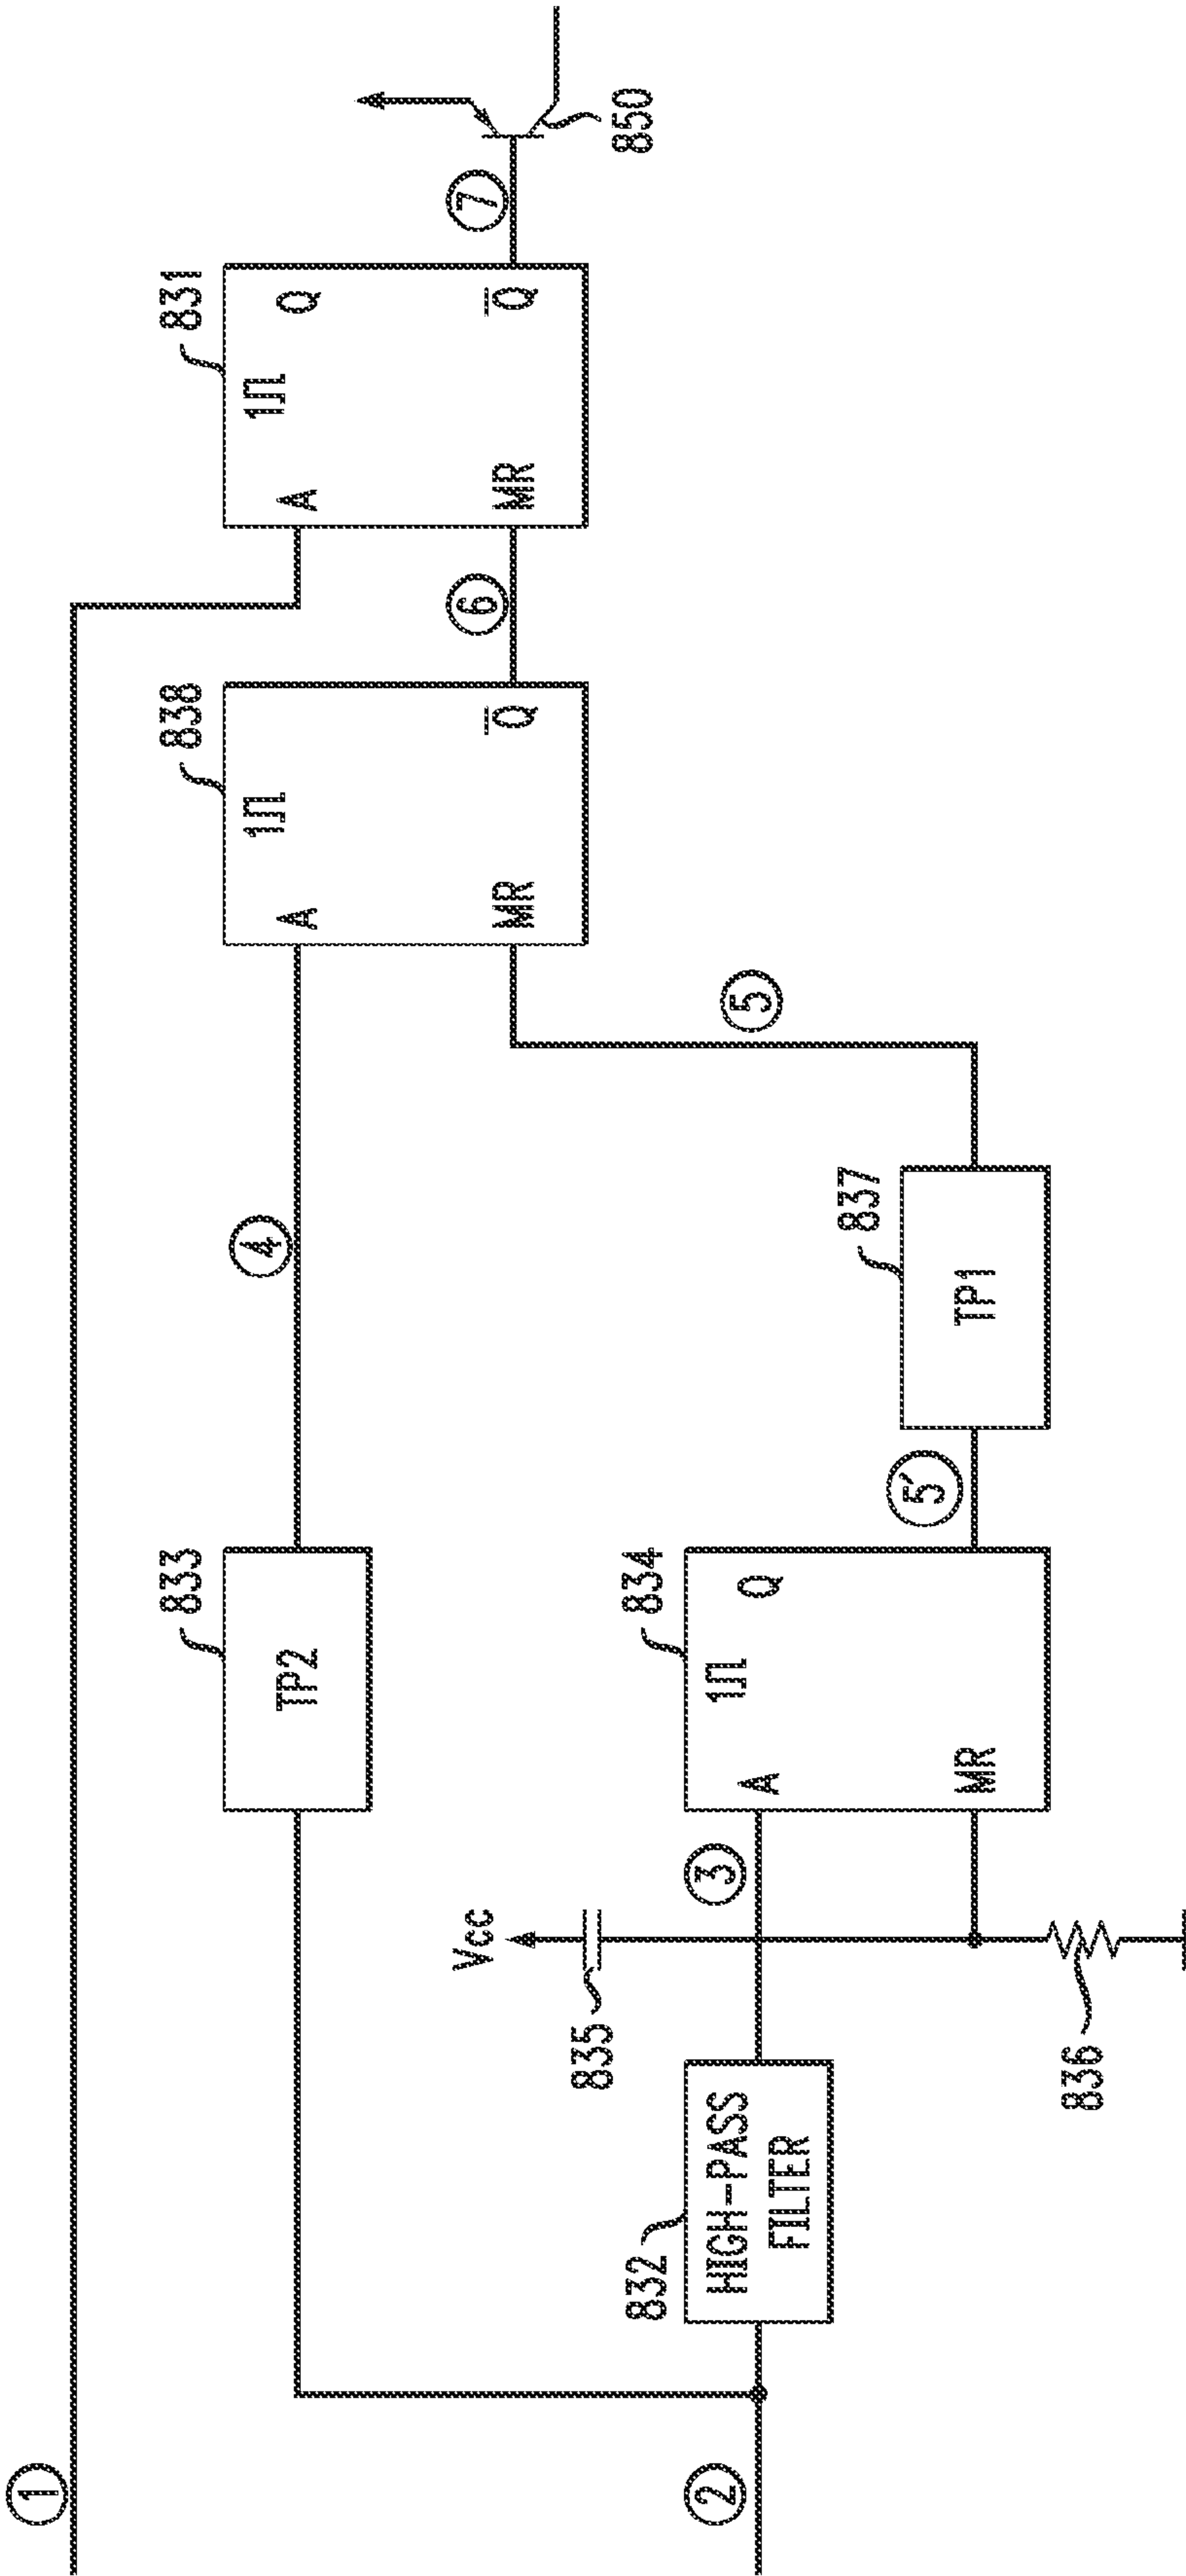 1
831
1
A
Q
MR
Q̅
7
850
838
1
A
MR
Q̅
6
833
TP2
4
5
837
TP1
5'
834
1
A
Q
MR
Vcc
835
3
836
832
HIGH-PASS
FILTER
2